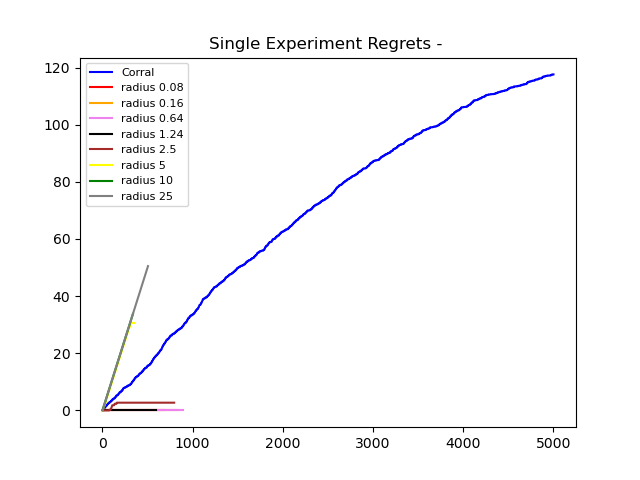 Single Experiment Regrets -
120
100
80
60
40
20
0
Corral
radius 0.08
radius 0.16
radius 0.64
radius 1.24
radius 2.5
radius 5
radius 10
radius 25
0 1000 2000 3000 4000 5000